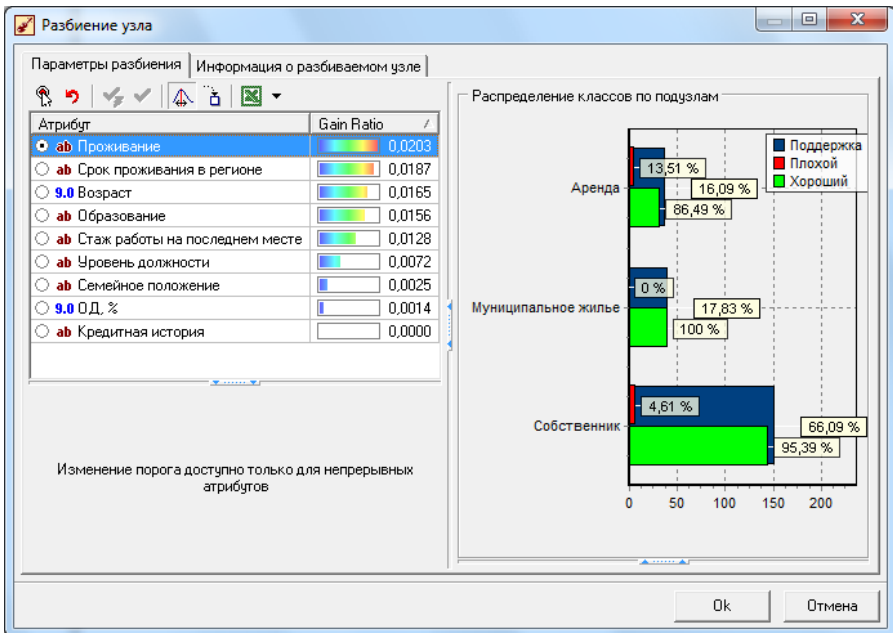 Разбиение узла
Параметры разбиения
Информация о разбиваемом узле
Атрибут Gain Ratio /
ab Проживание 0,0203
ab Срок проживания в регионе 0,0187
9.0 Возраст 0,0165
ab Образование 0,0156
ab Стаж работы на последнем месте 0,0128
ab Уровень должности 0,0072
ab Семейное положение 0,0025
9.0 ОД, % 0,0014
ab Кредитная история 0,0000
Изменение порога доступно только для непрерывных
атрибутов
Распределение классов по подузлам
Поддержка
Плохой
Хороший
Аренда
13,51 %
16,09 %
86,49 %
Муниципальное жилье
0 %
17,83 %
100 %
Собственник
4,61 %
66,09 %
95,39 %
0 50 100 150 200
Ok
Отмена